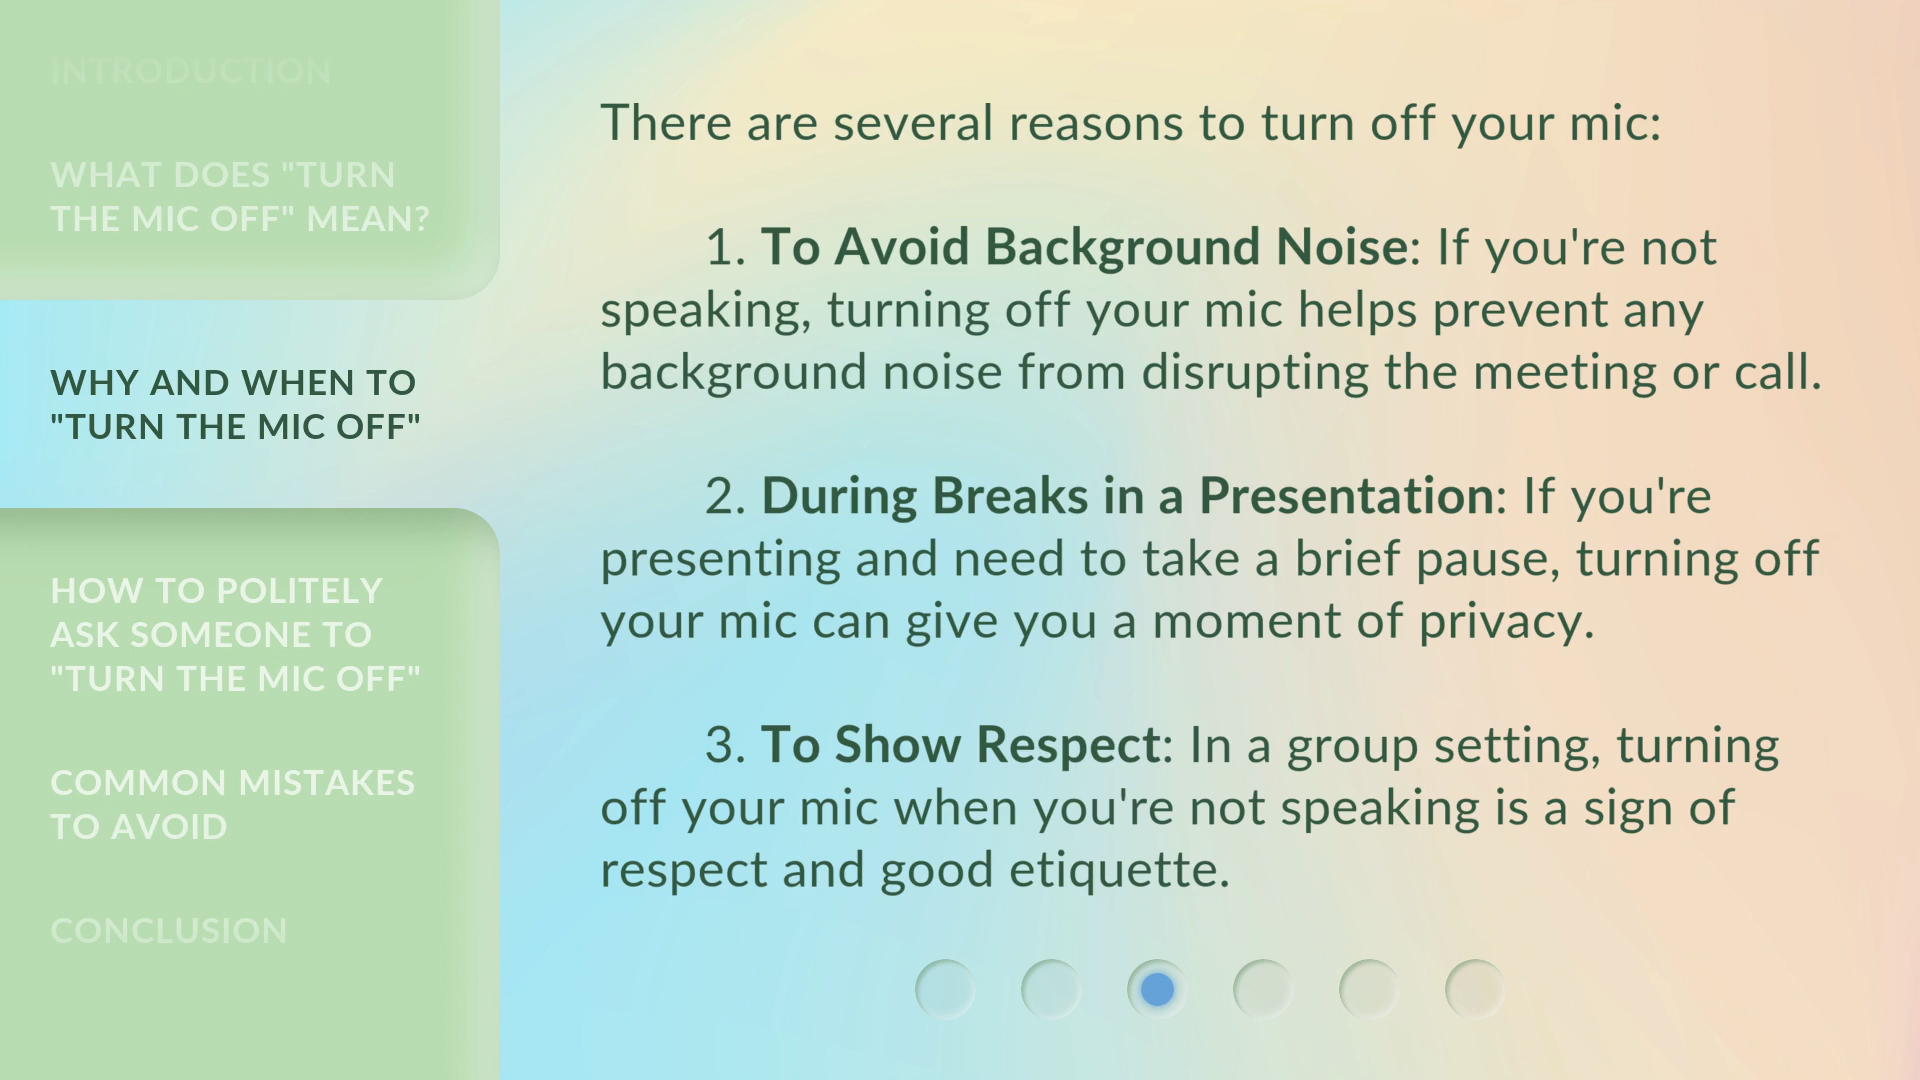 INTRODUCTION
WHAT DOES "TURN
THE MIC OFF" MEAN?
WHY AND WHEN TO
"TURN THE MIC OFF"
HOW TO POLITELY
ASK SOMEONE TO
"TURN THE MIC OFF"
COMMON MISTAKES
TO AVOID
CONCLUSION
There are several reasons to turn off your mic:
1. To Avoid Background Noise: If you're not
speaking, turning off your mic helps prevent any
background noise from disrupting the meeting or call.
2. During Breaks in a Presentation: If you're
presenting and need to take a brief pause, turning off
your mic can give you a moment of privacy.
3. To Show Respect: In a group setting, turning
off your mic when you're not speaking is a sign of
respect and good etiquette.